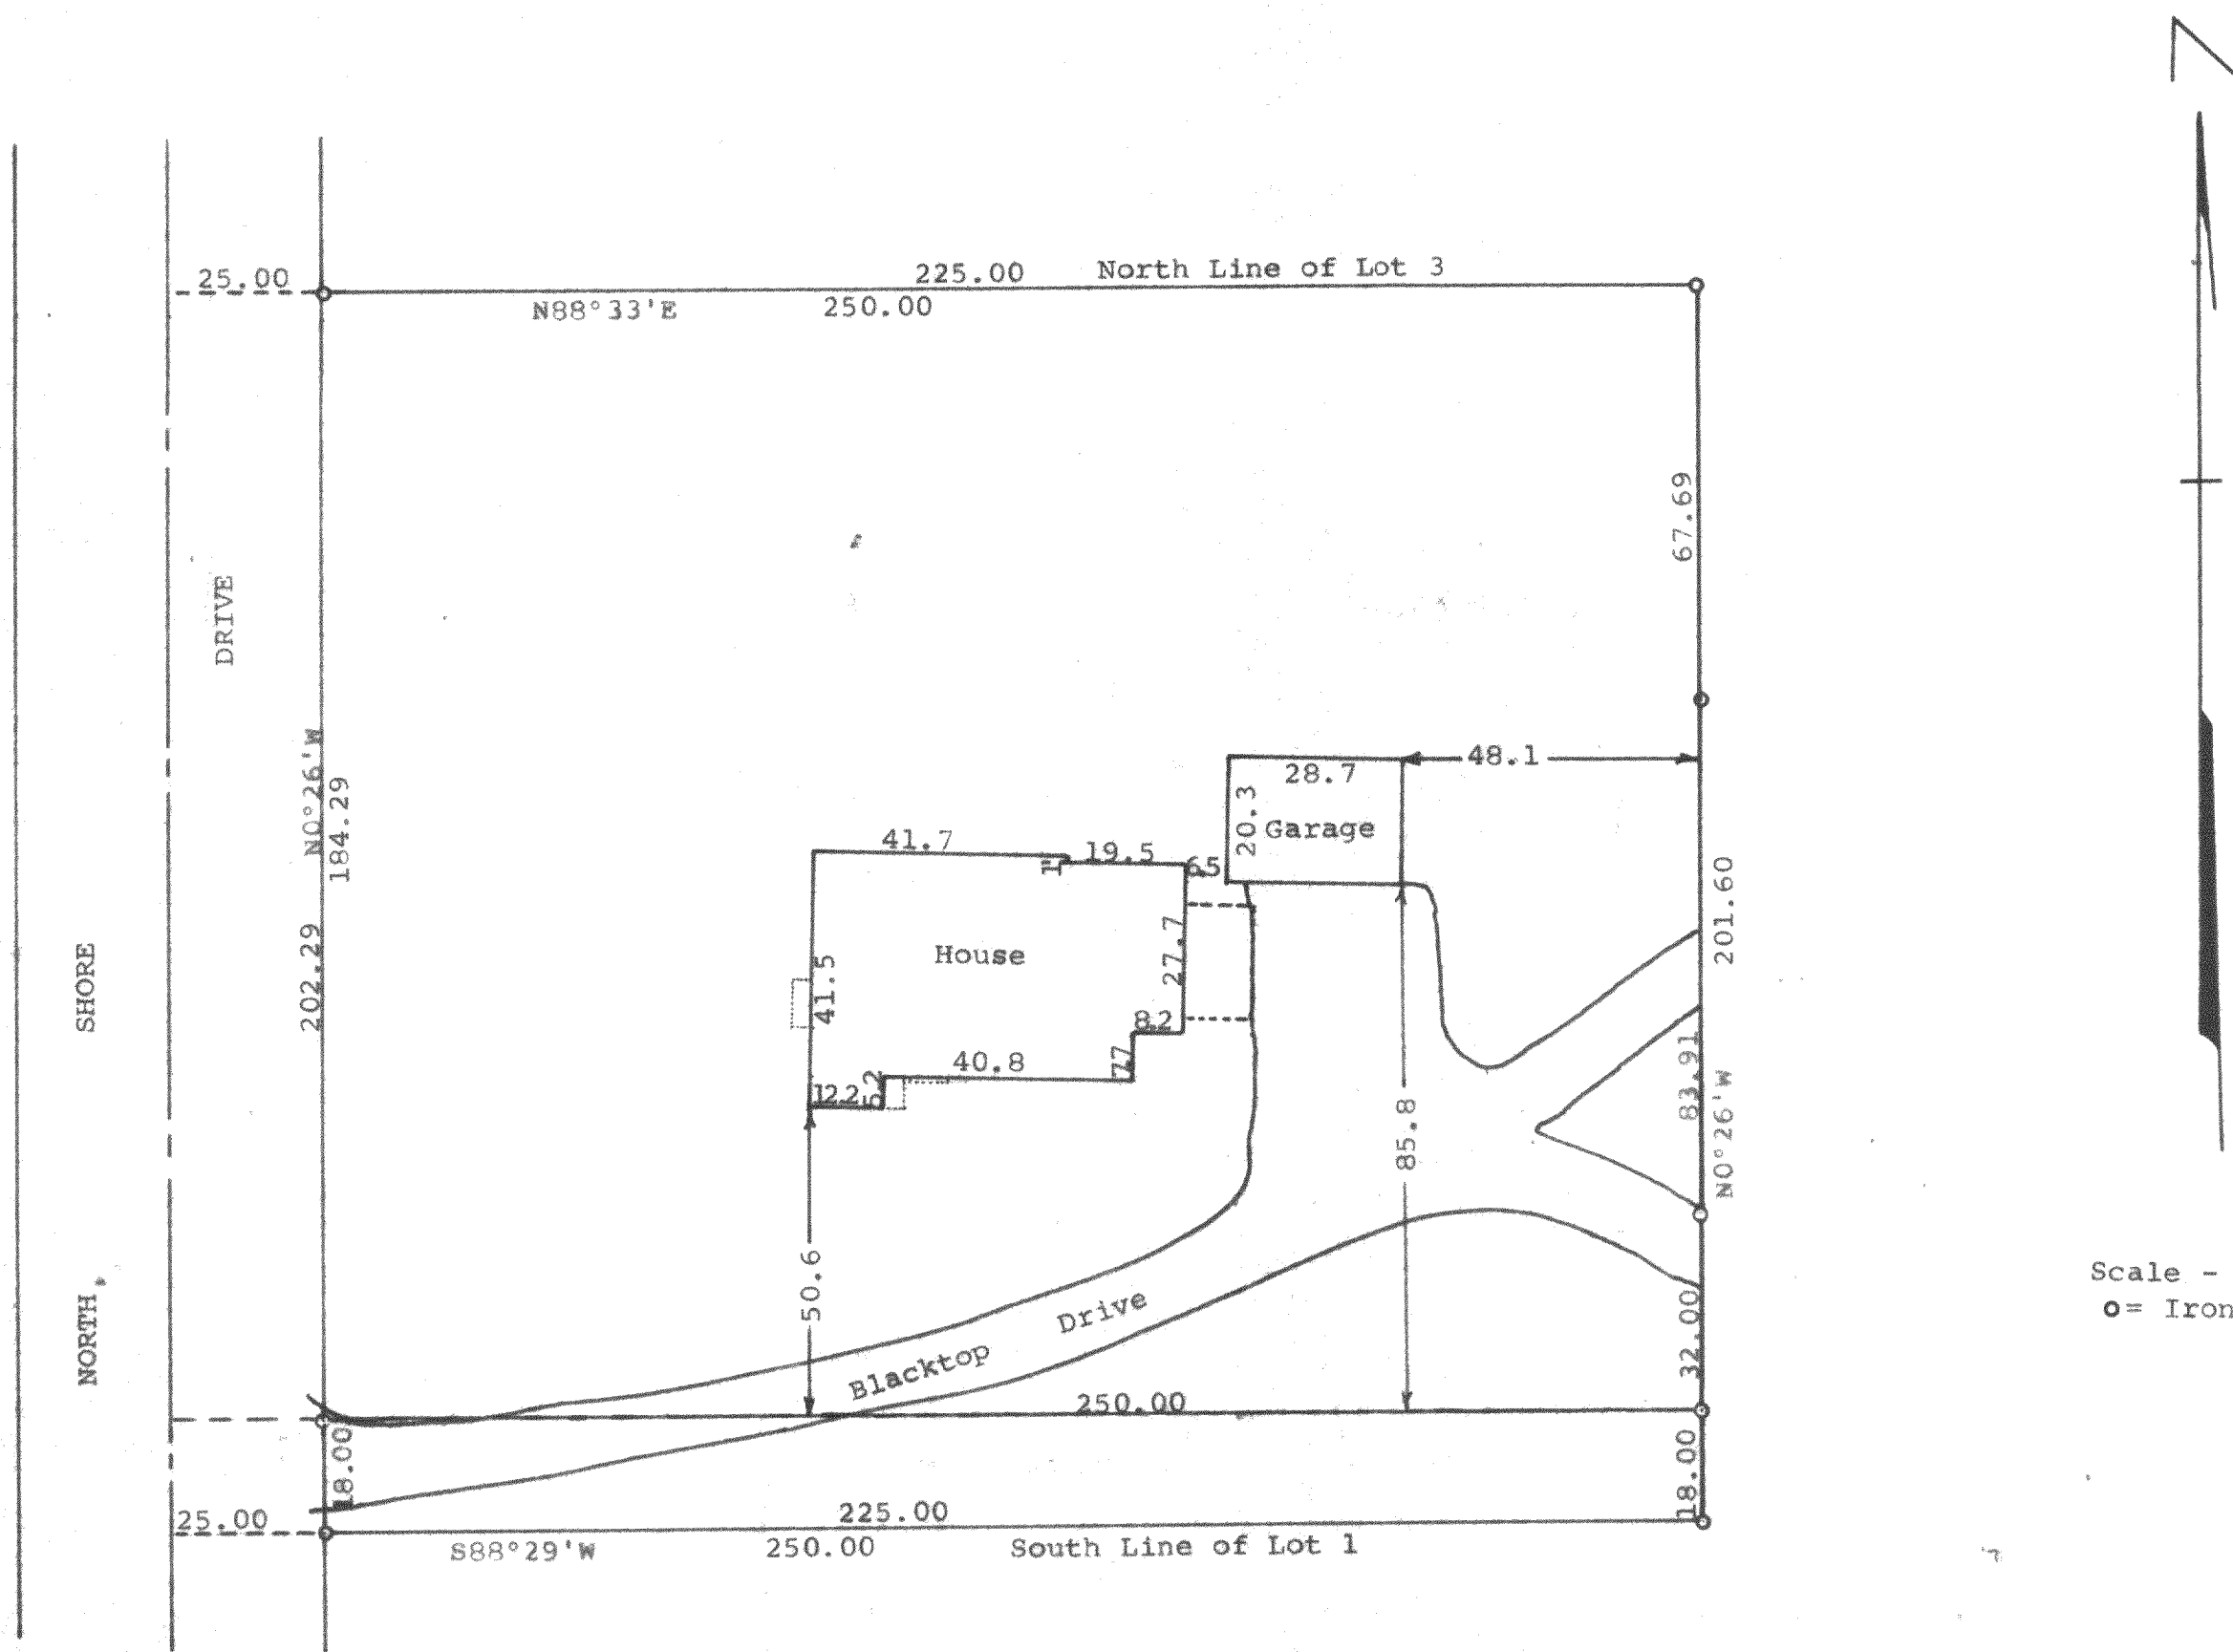 25.00
225.00 North Line of Lot 3
N88°33'E 250.00
67.69
DRIVE
N0°26'W
184.29
202.29
SHORE
NORTH
48.1
28.7
20.3
Garage
41.7
19.5
6.5
House
27.7
41.5
8.2
7.7
40.8
12.2
5.2
201.60
83.91
N0°26'W
85.8
50.6
Drive
Blacktop
32.00
250.00
18.00
18.00
25.00
225.00
S88°29'W 250.00 South Line of Lot 1
Scale -
o= Iron